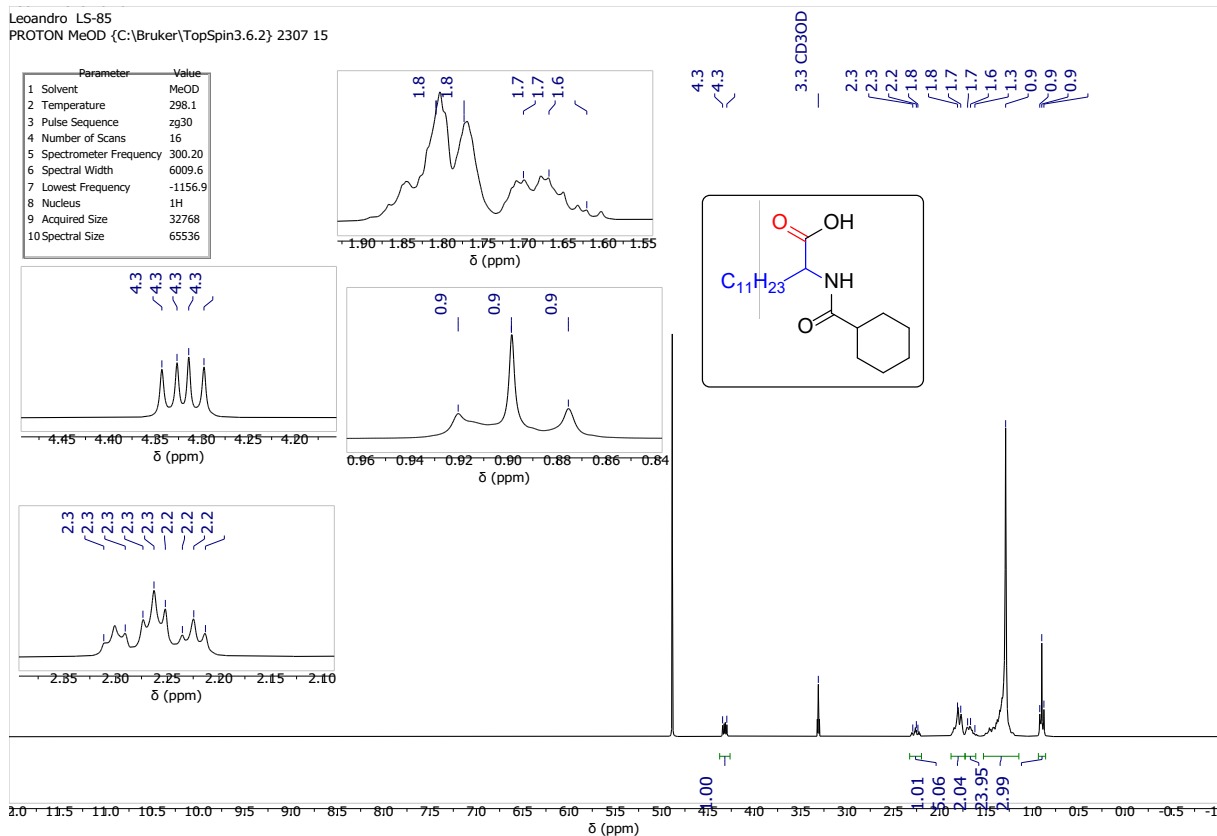 Leoandro LS-85
PROTON MeOD {C:\Bruker\TopSpin3.6.2} 2307 15
Parameter Value
1 Solvent MeOD
2 Temperature 298.1
3 Pulse Sequence zg30
4 Number of Scans 16
5 Spectrometer Frequency 300.20
6 Spectral Width 6009.6
7 Lowest Frequency -1156.9
8 Nucleus 1H
9 Acquired Size 32768
10 Spectral Size 65536
1.8 1.8 1.7 1.7 1.6
1.90 1.85 1.80 1.75 1.70 1.65 1.60 1.55
δ (ppm)
4.3 4.3 3.3 CD3OD 2.3 2.3 2.2 1.8 1.8 1.7 1.7 1.6 1.3 0.9 0.9 0.9
O OH
C11H23 NH
O
4.3 4.3 4.3 4.3
4.45 4.40 4.35 4.30 4.25 4.20
δ (ppm)
0.9 0.9 0.9
0.96 0.94 0.92 0.90 0.88 0.86 0.84
δ (ppm)
2.3 2.3 2.3 2.3 2.3 2.2 2.2 2.2
2.35 2.30 2.25 2.20 2.15 2.10
δ (ppm)
1.00 1.01 5.06 2.04 23.95 2.99
2.0 11.5 11.0 10.5 10.0 9.5 9.0 8.5 8.0 7.5 7.0 6.5 6.0 5.5 5.0 4.5 4.0 3.5 3.0 2.5 2.0 1.5 1.0 0.5 0.0 -0.5 -1
δ (ppm)